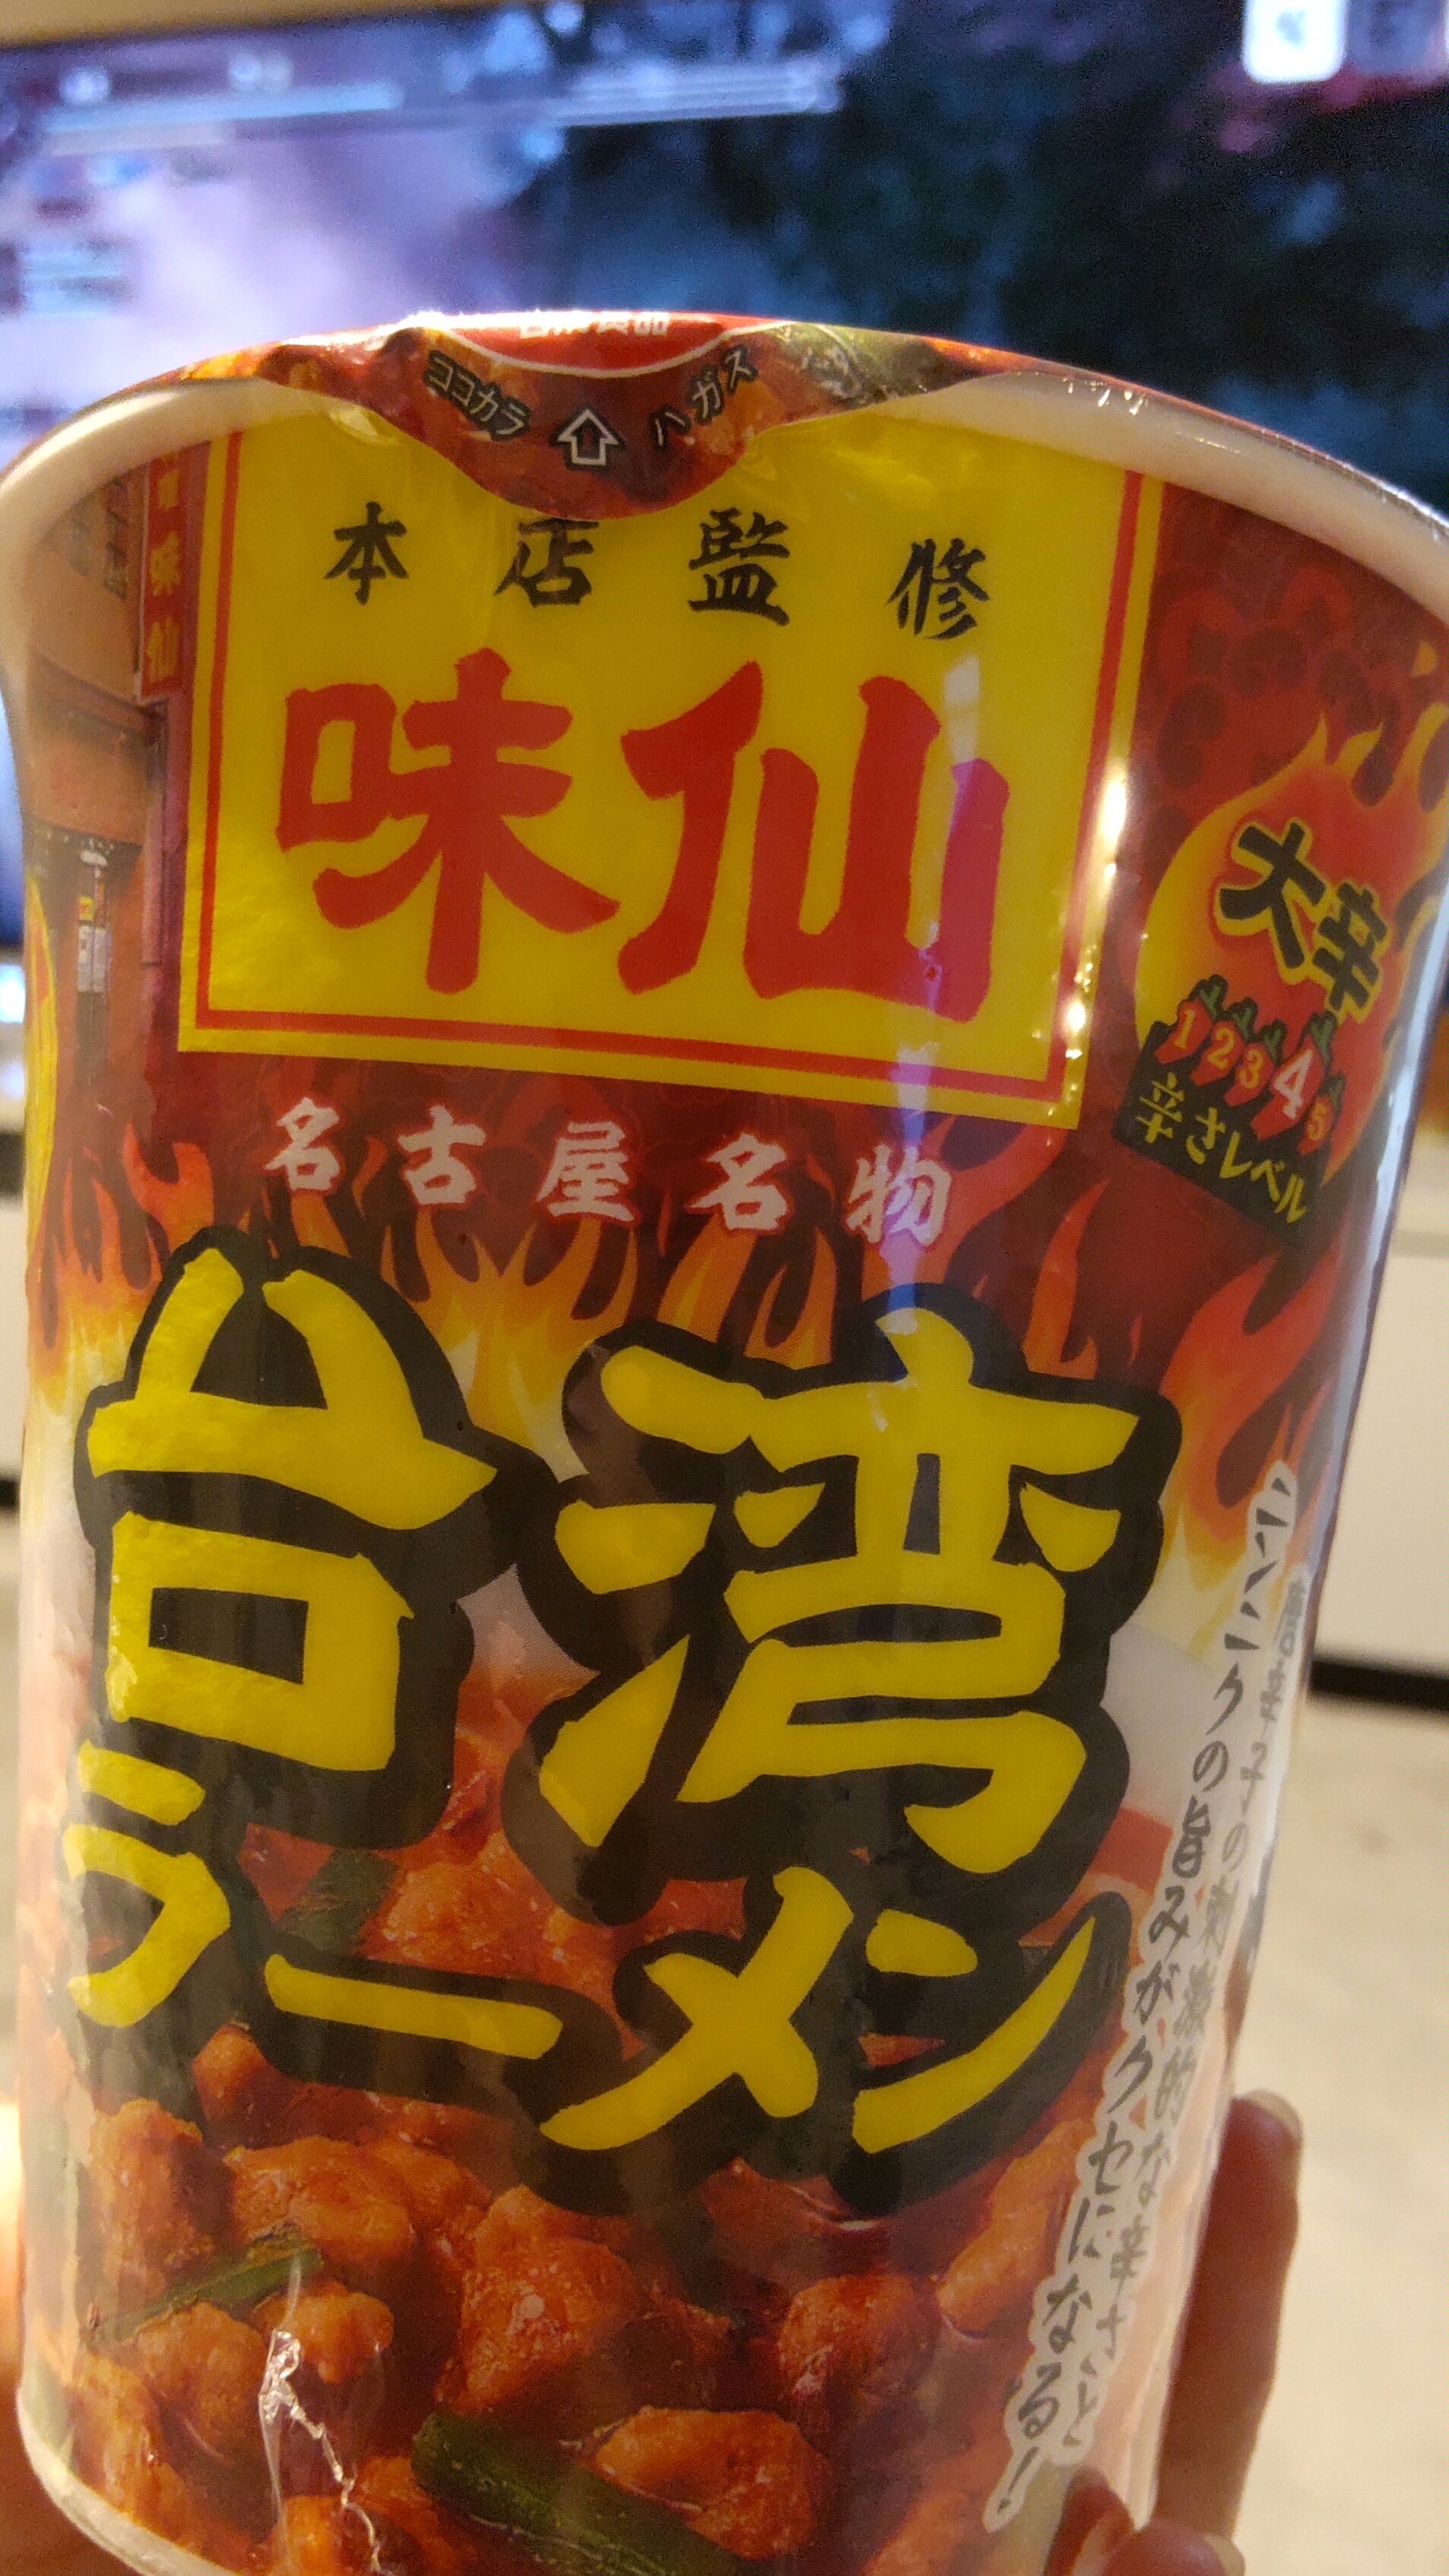 ココカラ ハガス
本店監修
味仙
味仙
大辛
1 2 3 4 5
辛さレベル
名古屋名物
台湾
ラーメン
唐辛子の刺激的な辛さと
ニンニクの旨みがクセになる!